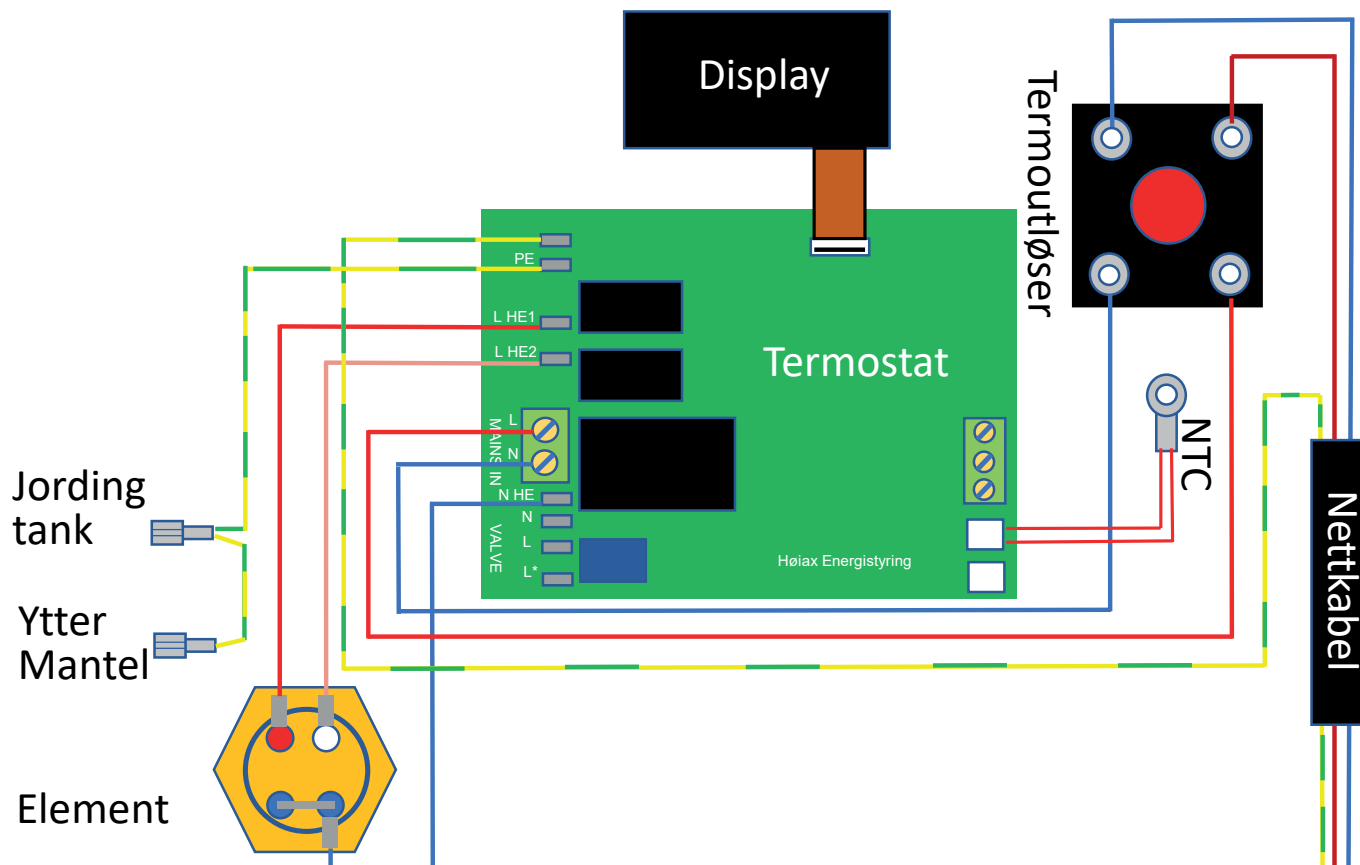 Display
Termoutløser
PE
L HE1
L HE2
Termostat
L
MAINS IN
N
NTC
N HE
N
VALVE
L
L*
Høiax Energistyring
Jording
tank
Ytter
Mantel
Nettkabel
Element